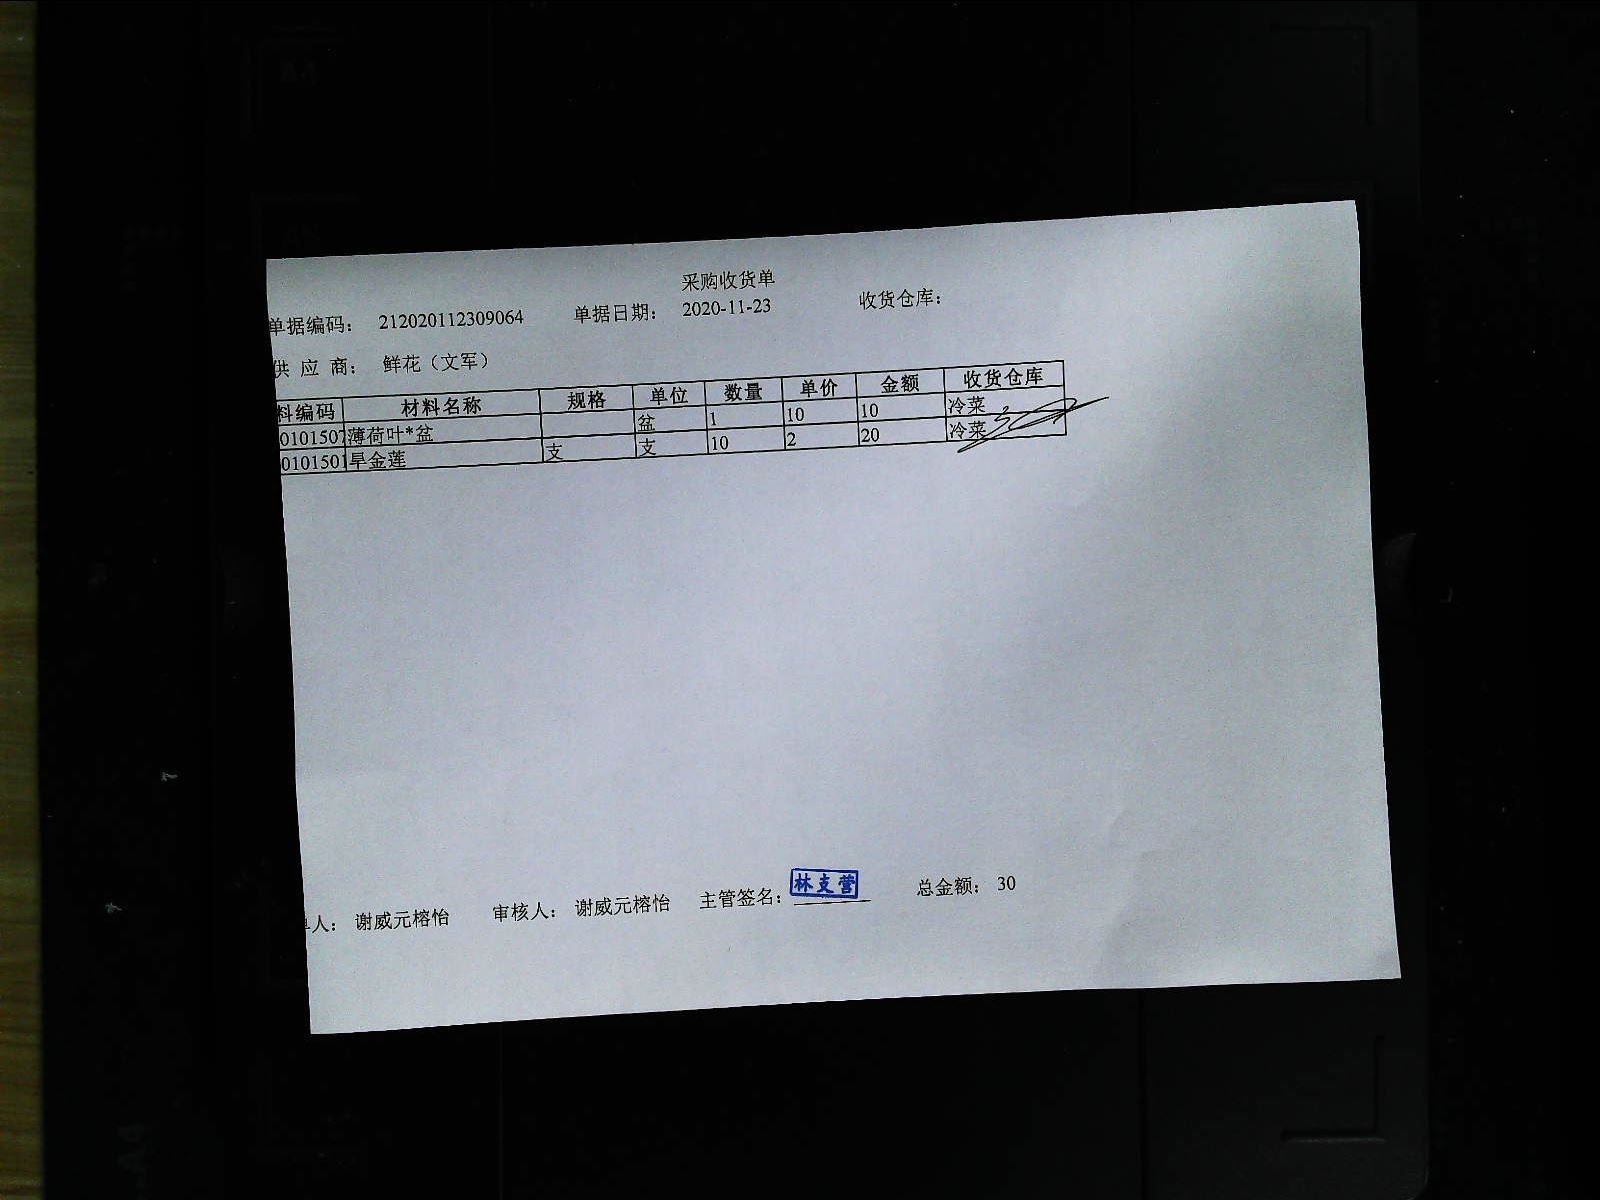 采购收货单
单据编码： 212020112309064 单据日期： 2020-11-23 收货仓库：
供 应 商： 鲜花（文军）
料编码 材料名称 规格 单位 数量 单价 金额 收货仓库
0101507 薄荷叶*盆 盆 1 10 10 冷菜
0101501 旱金莲 支 支 10 2 20 冷菜
人： 谢威元榕怡 审核人： 谢威元榕怡 主管签名： 林支营 总金额： 30